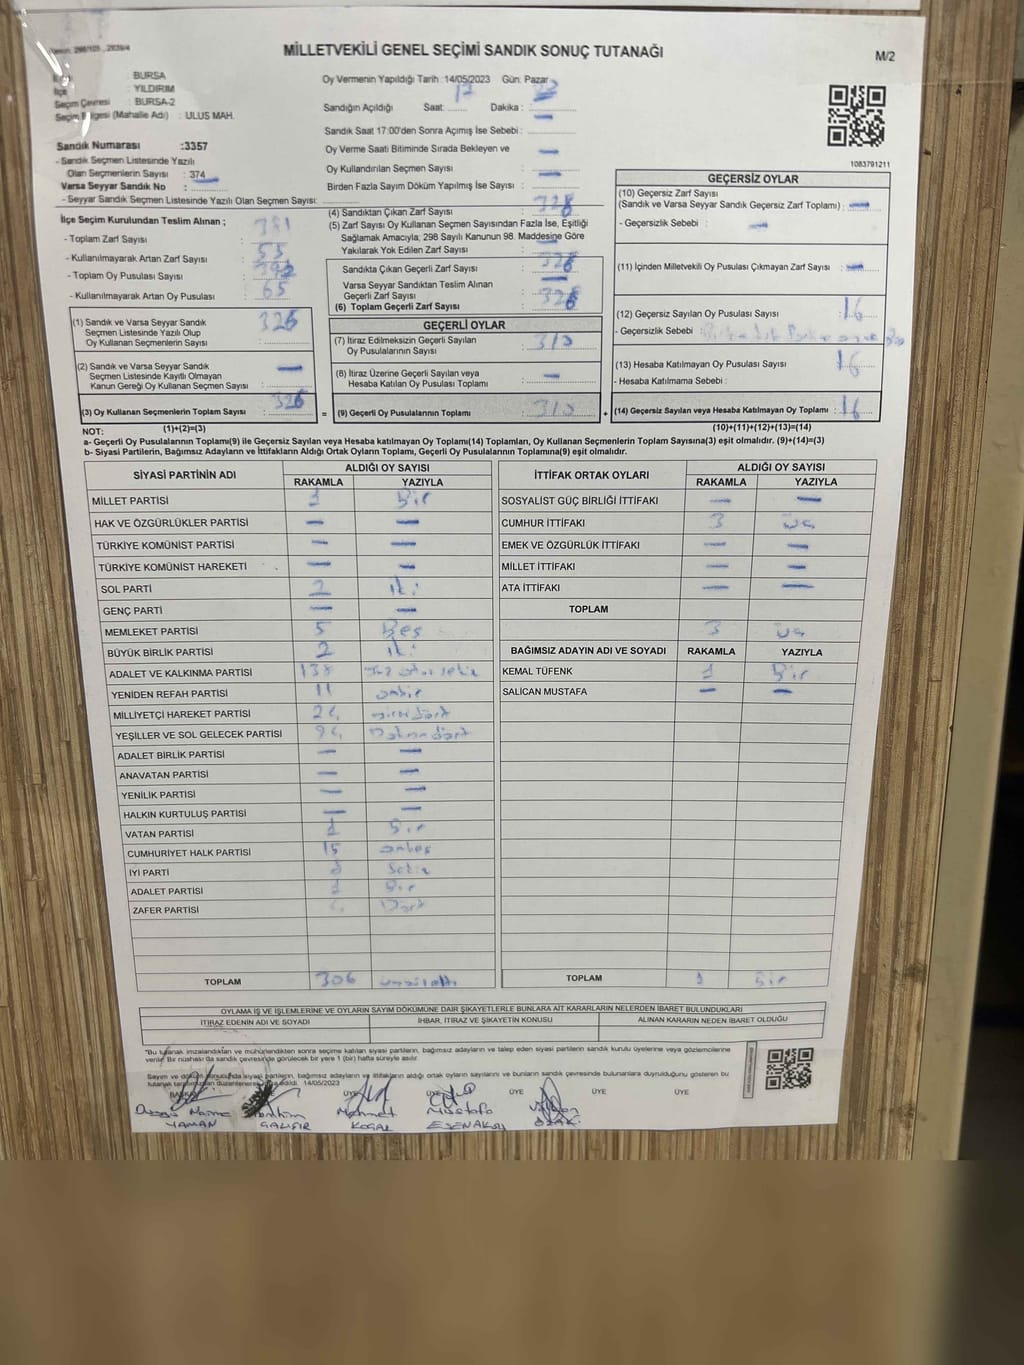 MİLLETVEKİLİ GENEL SEÇİMİ SANDIK SONUÇ TUTANAĞI
M/2
BURSA
İlçe : YILDIRIM
Seçim Çevresi : BURSA-2
Seçim Bölgesi (Mahalle Adı) : ULUS MAH.
Sandık Numarası :3357
- Sandık Seçmen Listesinde Yazılı
Olan Seçmenlerin Sayısı : 374
Varsa Seyyar Sandık No : —
- Seyyar Sandık Seçmen Listesinde Yazılı Olan Seçmen Sayısı:
Oy Vermenin Yapıldığı Tarih :14/05/2023 Gün: Pazar
Sandığın Açıldığı Saat: 17 Dakika :
Sandık Saat 17:00'den Sonra Açımış İse Sebebi : —
Oy Verme Saati Bitiminde Sırada Bekleyen ve
Oy Kullandırılan Seçmen Sayısı : —
Birden Fazla Sayım Döküm Yapılmış İse Sayısı : —
1083791211
İlçe Seçim Kurulundan Teslim Alınan ;
- Toplam Zarf Sayısı : 381
- Kullanılmayarak Artan Zarf Sayısı : 55
- Toplam Oy Pusulası Sayısı :
- Kullanılmayarak Artan Oy Pusulası : 65
(4) Sandıktan Çıkan Zarf Sayısı : 326
(5) Zarf Sayısı Oy Kullanan Seçmen Sayısından Fazla İse, Eşitliği
Sağlamak Amacıyla; 298 Sayılı Kanunun 98. Maddesine Göre
Yakılarak Yok Edilen Zarf Sayısı : —
Sandıkta Çıkan Geçerli Zarf Sayısı : 326
Varsa Seyyar Sandıktan Teslim Alınan
Geçerli Zarf Sayısı : —
(6) Toplam Geçerli Zarf Sayısı : 326
GEÇERSİZ OYLAR
(10) Geçersiz Zarf Sayısı
(Sandık ve Varsa Seyyar Sandık Geçersiz Zarf Toplamı) : —
- Geçersizlik Sebebi : —
(11) İçinden Milletvekili Oy Pusulası Çıkmayan Zarf Sayısı : —
(12) Geçersiz Sayılan Oy Pusulası Sayısı : 16
- Geçersizlik Sebebi :
(13) Hesaba Katılmayan Oy Pusulası Sayısı : 16
- Hesaba Katılmama Sebebi :
(14) Geçersiz Sayılan veya Hesaba Katılmayan Oy Toplamı : 16
(10)+(11)+(12)+(13)=(14)
(1) Sandık ve Varsa Seyyar Sandık
Seçmen Listesinde Yazılı Olup
Oy Kullanan Seçmenlerin Sayısı : 326
(2) Sandık ve Varsa Seyyar Sandık
Seçmen Listesinde Kayıtlı Olmayan
Kanun Gereği Oy Kullanan Seçmen Sayısı : —
(3) Oy Kullanan Seçmenlerin Toplam Sayısı : 326
(1)+(2)=(3)
GEÇERLİ OYLAR
(7) İtiraz Edilmeksizin Geçerli Sayılan
Oy Pusulalarının Sayısı : 310
(8) İtiraz Üzerine Geçerli Sayılan veya
Hesaba Katılan Oy Pusulası Toplamı : —
= (9) Geçerli Oy Pusulalarının Toplamı : 310 +
NOT:
a- Geçerli Oy Pusulalarının Toplamı(9) ile Geçersiz Sayılan veya Hesaba katılmayan Oy Toplamı(14) Toplamları, Oy Kullanan Seçmenlerin Toplam Sayısına(3) eşit olmalıdır. (9)+(14)=(3)
b- Siyasi Partilerin, Bağımsız Adayların ve İttifakların Aldığı Oyların Toplamı, Geçerli Oy Pusulalarının Toplamına(9) eşit olmalıdır.
SİYASİ PARTİNİN ADI ALDIĞI OY SAYISI
RAKAMLA YAZIYLA
MİLLET PARTİSİ 1 Bir
HAK VE ÖZGÜRLÜKLER PARTİSİ — —
TÜRKİYE KOMÜNİST PARTİSİ — —
TÜRKİYE KOMÜNİST HAREKETİ — —
SOL PARTİ 2 iki
GENÇ PARTİ — —
MEMLEKET PARTİSİ 5 Beş
BÜYÜK BİRLİK PARTİSİ 2 iki
ADALET VE KALKINMA PARTİSİ 138 Yüz otuz sekiz
YENİDEN REFAH PARTİSİ 11 onbir
MİLLİYETÇİ HAREKET PARTİSİ 24 yirmidört
YEŞİLLER VE SOL GELECEK PARTİSİ 94 Doksandört
ADALET BİRLİK PARTİSİ — —
ANAVATAN PARTİSİ — —
YENİLİK PARTİSİ — —
HALKIN KURTULUŞ PARTİSİ — —
VATAN PARTİSİ 1 Bir
CUMHURİYET HALK PARTİSİ 15 onbeş
İYİ PARTİ 8 Sekiz
ADALET PARTİSİ 1 Bir
ZAFER PARTİSİ 4 Dört
TOPLAM 306 üçyüzaltı
İTTİFAK ORTAK OYLARI ALDIĞI OY SAYISI
RAKAMLA YAZIYLA
SOSYALİST GÜÇ BİRLİĞİ İTTİFAKI — —
CUMHUR İTTİFAKI 3 üç
EMEK VE ÖZGÜRLÜK İTTİFAKI — —
MİLLET İTTİFAKI — —
ATA İTTİFAKI — —
TOPLAM
3 üç
BAĞIMSIZ ADAYIN ADI VE SOYADI RAKAMLA YAZIYLA
KEMAL TÜFENK 1 Bir
SALİCAN MUSTAFA — —
TOPLAM 1 Bir
OYLAMA İŞ VE İŞLEMLERİNE VE OYLARIN SAYIM DÖKÜMÜNE DAİR ŞİKAYETLERLE BUNLARA AİT KARARLARIN NELERDEN İBARET BULUNDUKLARI
İTİRAZ EDENİN ADI VE SOYADI İHBAR, İTİRAZ VE ŞİKAYETİN KONUSU ALINAN KARARIN NEDEN İBARET OLDUĞU
"Bu tutanak imzalandıktan ve mühürlendikten sonra seçime katılan siyasi partilerin, bağımsız adayların ve talep eden siyasi partilerin sandık kurulu üyelerine veya gözlemcilerine
verilir. Bir nüshası da sandık çevresinde görülecek bir yere 1 (bir) hafta süreyle asılır.
Sayım ve döküm sonucunda siyasi partilerin, bağımsız adayların ve ittifakların aldığı ortak oyların sayılarını ve bunların sandık çevresinde bulunanlara duyrulduğunu gösteren bu
tutanak tarafımızdan düzenlenerek imza edildi. 14/05/2023
BAŞKAN ÜYE ÜYE ÜYE ÜYE ÜYE
Naime İbrahim Mehmet Mustafa
YAMAN KOÇAL ESENAKSU